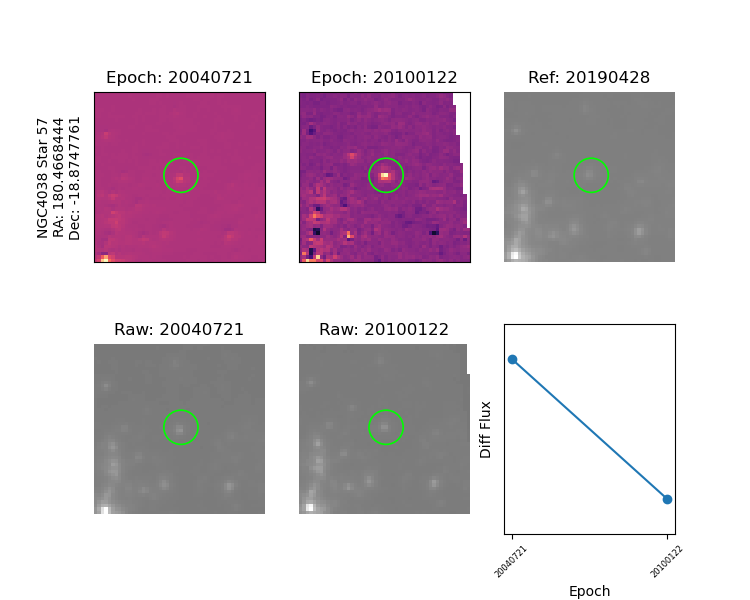 Epoch: 20040721
Epoch: 20100122
Ref: 20190428
NGC4038 Star 57
RA: 180.4668444
Dec: -18.8747761
Raw: 20040721
Raw: 20100122
Diff Flux
20040721
20100122
Epoch